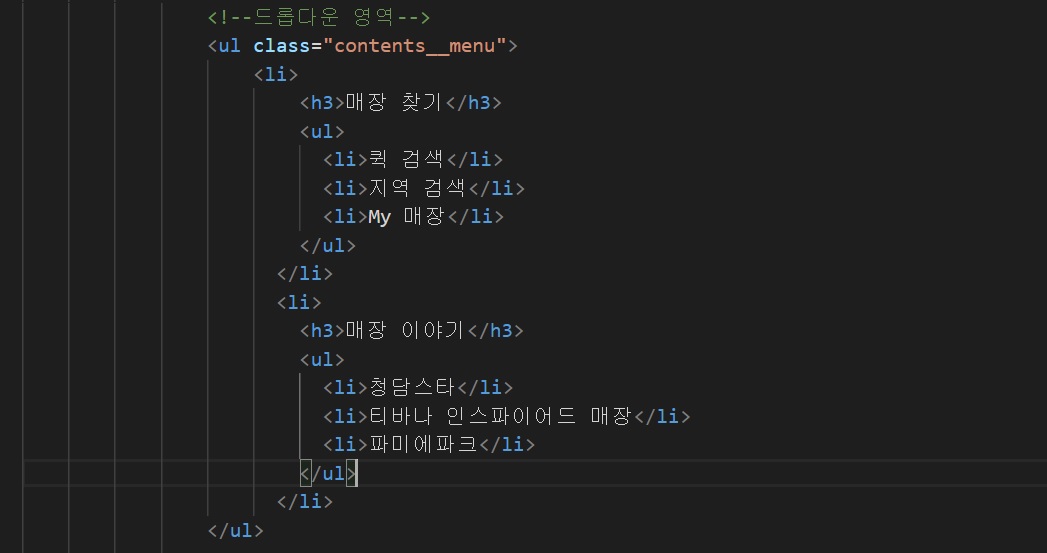 <!--드롭다운 영역-->
<ul class="contents__menu">
<li>
<h3>매장 찾기</h3>
<ul>
<li>퀵 검색</li>
<li>지역 검색</li>
<li>My 매장</li>
</ul>
</li>
<li>
<h3>매장 이야기</h3>
<ul>
<li>청담스타</li>
<li>티바나 인스파이어드 매장</li>
<li>파미에파크</li>
</ul>
</li>
</ul>